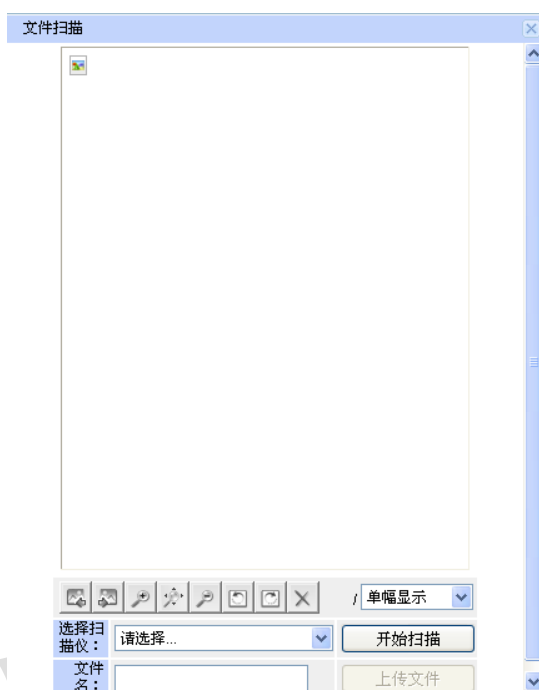 文件扫描
/ 单幅显示
选择扫
描仪：
请选择...
开始扫描
文件
名：
上传文件